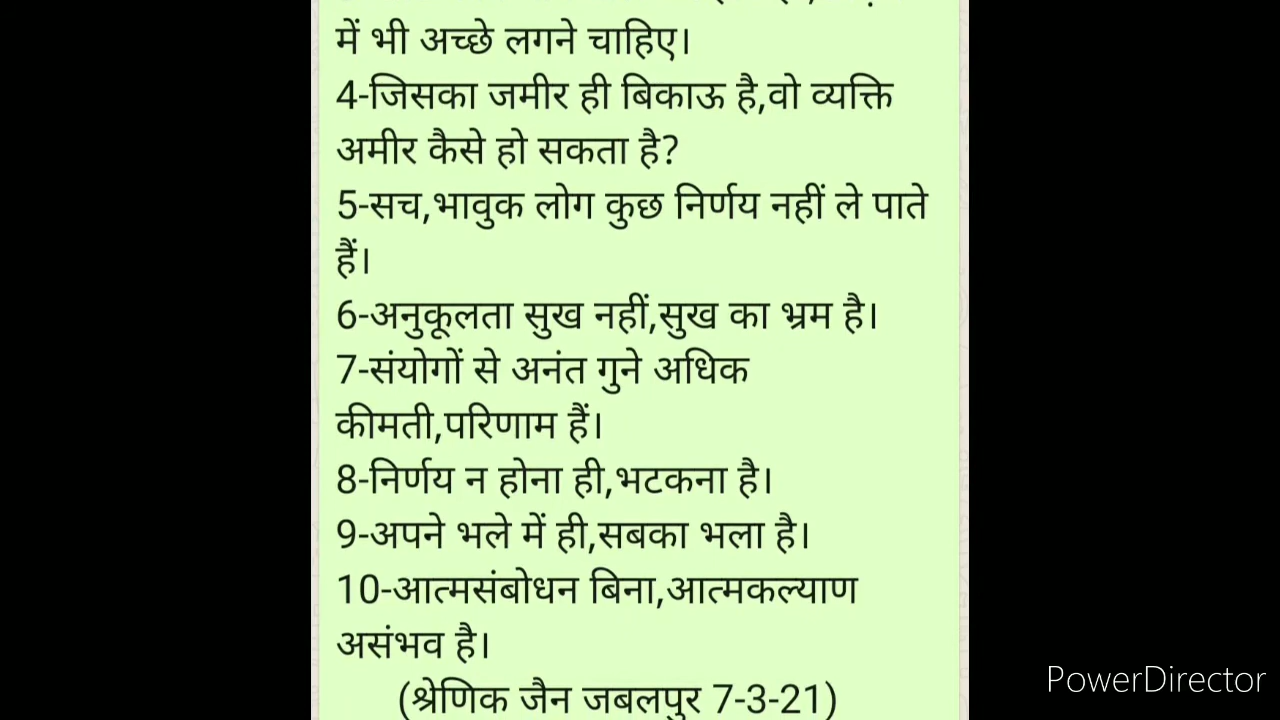 में भी अच्छे लगने चाहिए।
4-जिसका जमीर ही बिकाऊ है,वो व्यक्ति
अमीर कैसे हो सकता है?
5-सच,भावुक लोग कुछ निर्णय नहीं ले पाते
हैं।
6-अनुकूलता सुख नहीं,सुख का भ्रम है।
7-संयोगों से अनंत गुने अधिक
कीमती,परिणाम हैं।
8-निर्णय न होना ही,भटकना है।
9-अपने भले में ही,सबका भला है।
10-आत्मसंबोधन बिना,आत्मकल्याण
असंभव है।
(श्रेणिक जैन जबलपुर 7-3-21)
PowerDirector